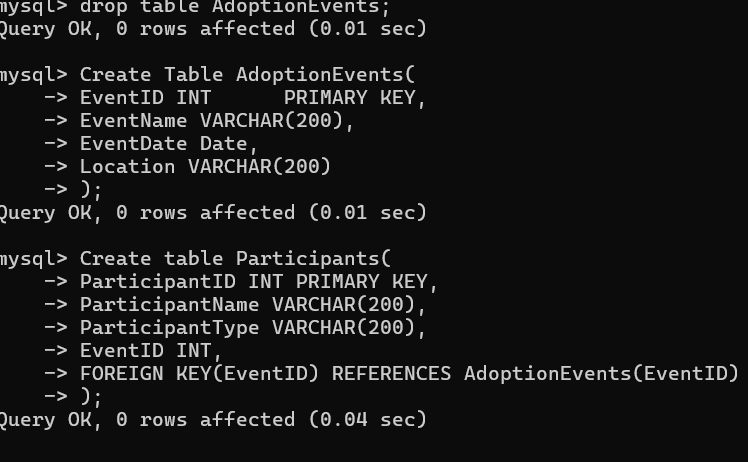 mysql> drop table AdoptionEvents;
Query OK, 0 rows affected (0.01 sec)
mysql> Create Table AdoptionEvents(
    -> EventID INT      PRIMARY KEY,
    -> EventName VARCHAR(200),
    -> EventDate Date,
    -> Location VARCHAR(200)
    -> );
Query OK, 0 rows affected (0.01 sec)
mysql> Create table Participants(
    -> ParticipantID INT PRIMARY KEY,
    -> ParticipantName VARCHAR(200),
    -> ParticipantType VARCHAR(200),
    -> EventID INT,
    -> FOREIGN KEY(EventID) REFERENCES AdoptionEvents(EventID)
    -> );
Query OK, 0 rows affected (0.04 sec)